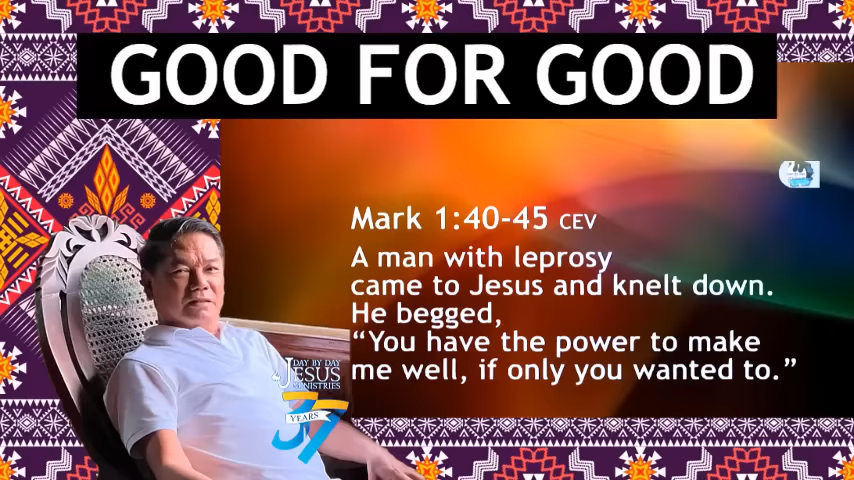 GOOD FOR GOOD
Mark 1:40-45 CEV
A man with leprosy
came to Jesus and knelt down.
He begged,
“You have the power to make
me well, if only you wanted to.”
DAY BY DAY
JESUS
MINISTRIES
37
YEARS